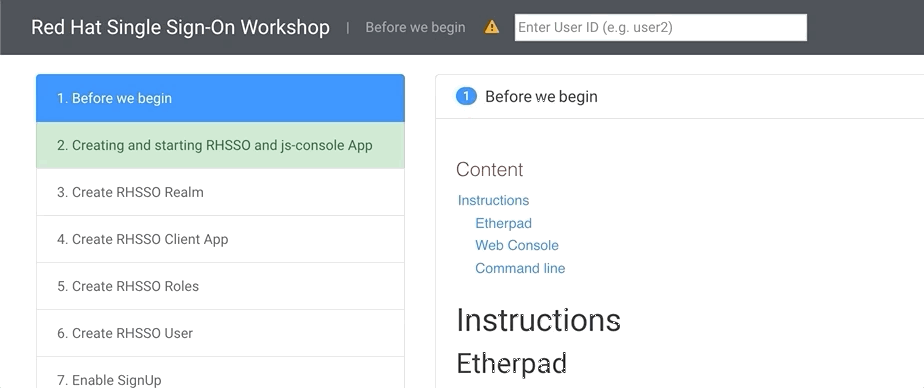 Red Hat Single Sign-On Workshop | Before we begin Enter User ID (e.g. user2)
1. Before we begin
2. Creating and starting RHSSO and js-console App
3. Create RHSSO Realm
4. Create RHSSO Client App
5. Create RHSSO Roles
6. Create RHSSO User
7. Enable SignUp
1 Before we begin
Content
Instructions
Etherpad
Web Console
Command line
Instructions
Etherpad